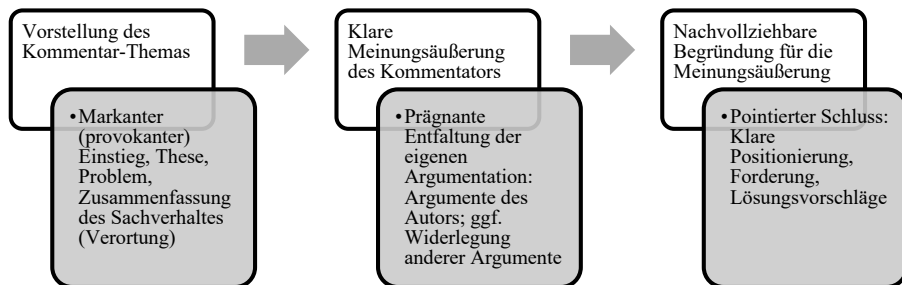 Vorstellung des
Kommentar-Themas
•Markanter
(provokanter)
Einstieg, These,
Problem,
Zusammenfassung
des Sachverhaltes
(Verortung)
Klare
Meinungsäußerung
des Kommentators
•Prägnante
Entfaltung der
eigenen
Argumentation:
Argumente des
Autors; ggf.
Widerlegung
anderer Argumente
Nachvollziehbare
Begründung für die
Meinungsäußerung
•Pointierter Schluss:
Klare
Positionierung,
Forderung,
Lösungsvorschläge